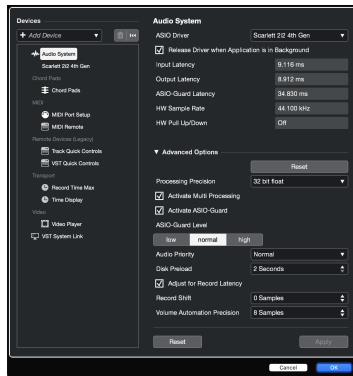 Devices
+ Add Device
Audio System
Scarlett 2i2 4th Gen
Chord Pads
Chord Pads
MIDI
MIDI Port Setup
MIDI Remote
Remote Devices (Legacy)
Track Quick Controls
VST Quick Controls
Transport
Record Time Max
Time Display
Video
Video Player
VST System Link
Audio System
ASIO Driver Scarlett 2i2 4th Gen
Release Driver when Application is in Background
Input Latency 9.116 ms
Output Latency 8.912 ms
ASIO-Guard Latency 34.830 ms
HW Sample Rate 44.100 kHz
HW Pull Up/Down Off
Advanced Options
Reset
Processing Precision 32 bit float
Activate Multi Processing
Activate ASIO-Guard
ASIO-Guard Level
low normal high
Audio Priority Normal
Disk Preload 2 Seconds
Adjust for Record Latency
Record Shift 0 Samples
Volume Automation Precision 8 Samples
Reset Apply
Cancel OK